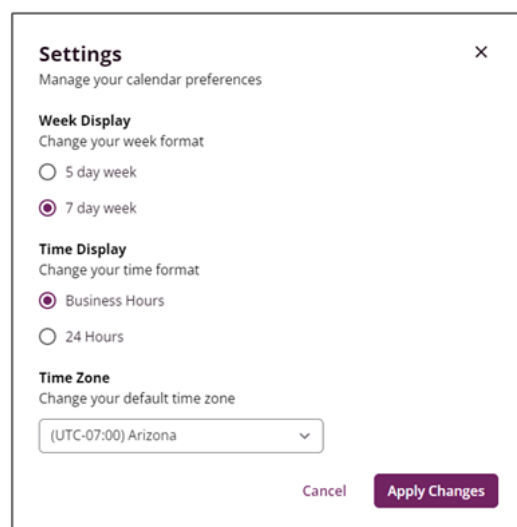 Settings
Manage your calendar preferences
Week Display
Change your week format
5 day week
7 day week
Time Display
Change your time format
Business Hours
24 Hours
Time Zone
Change your default time zone
(UTC-07:00) Arizona
Cancel Apply Changes